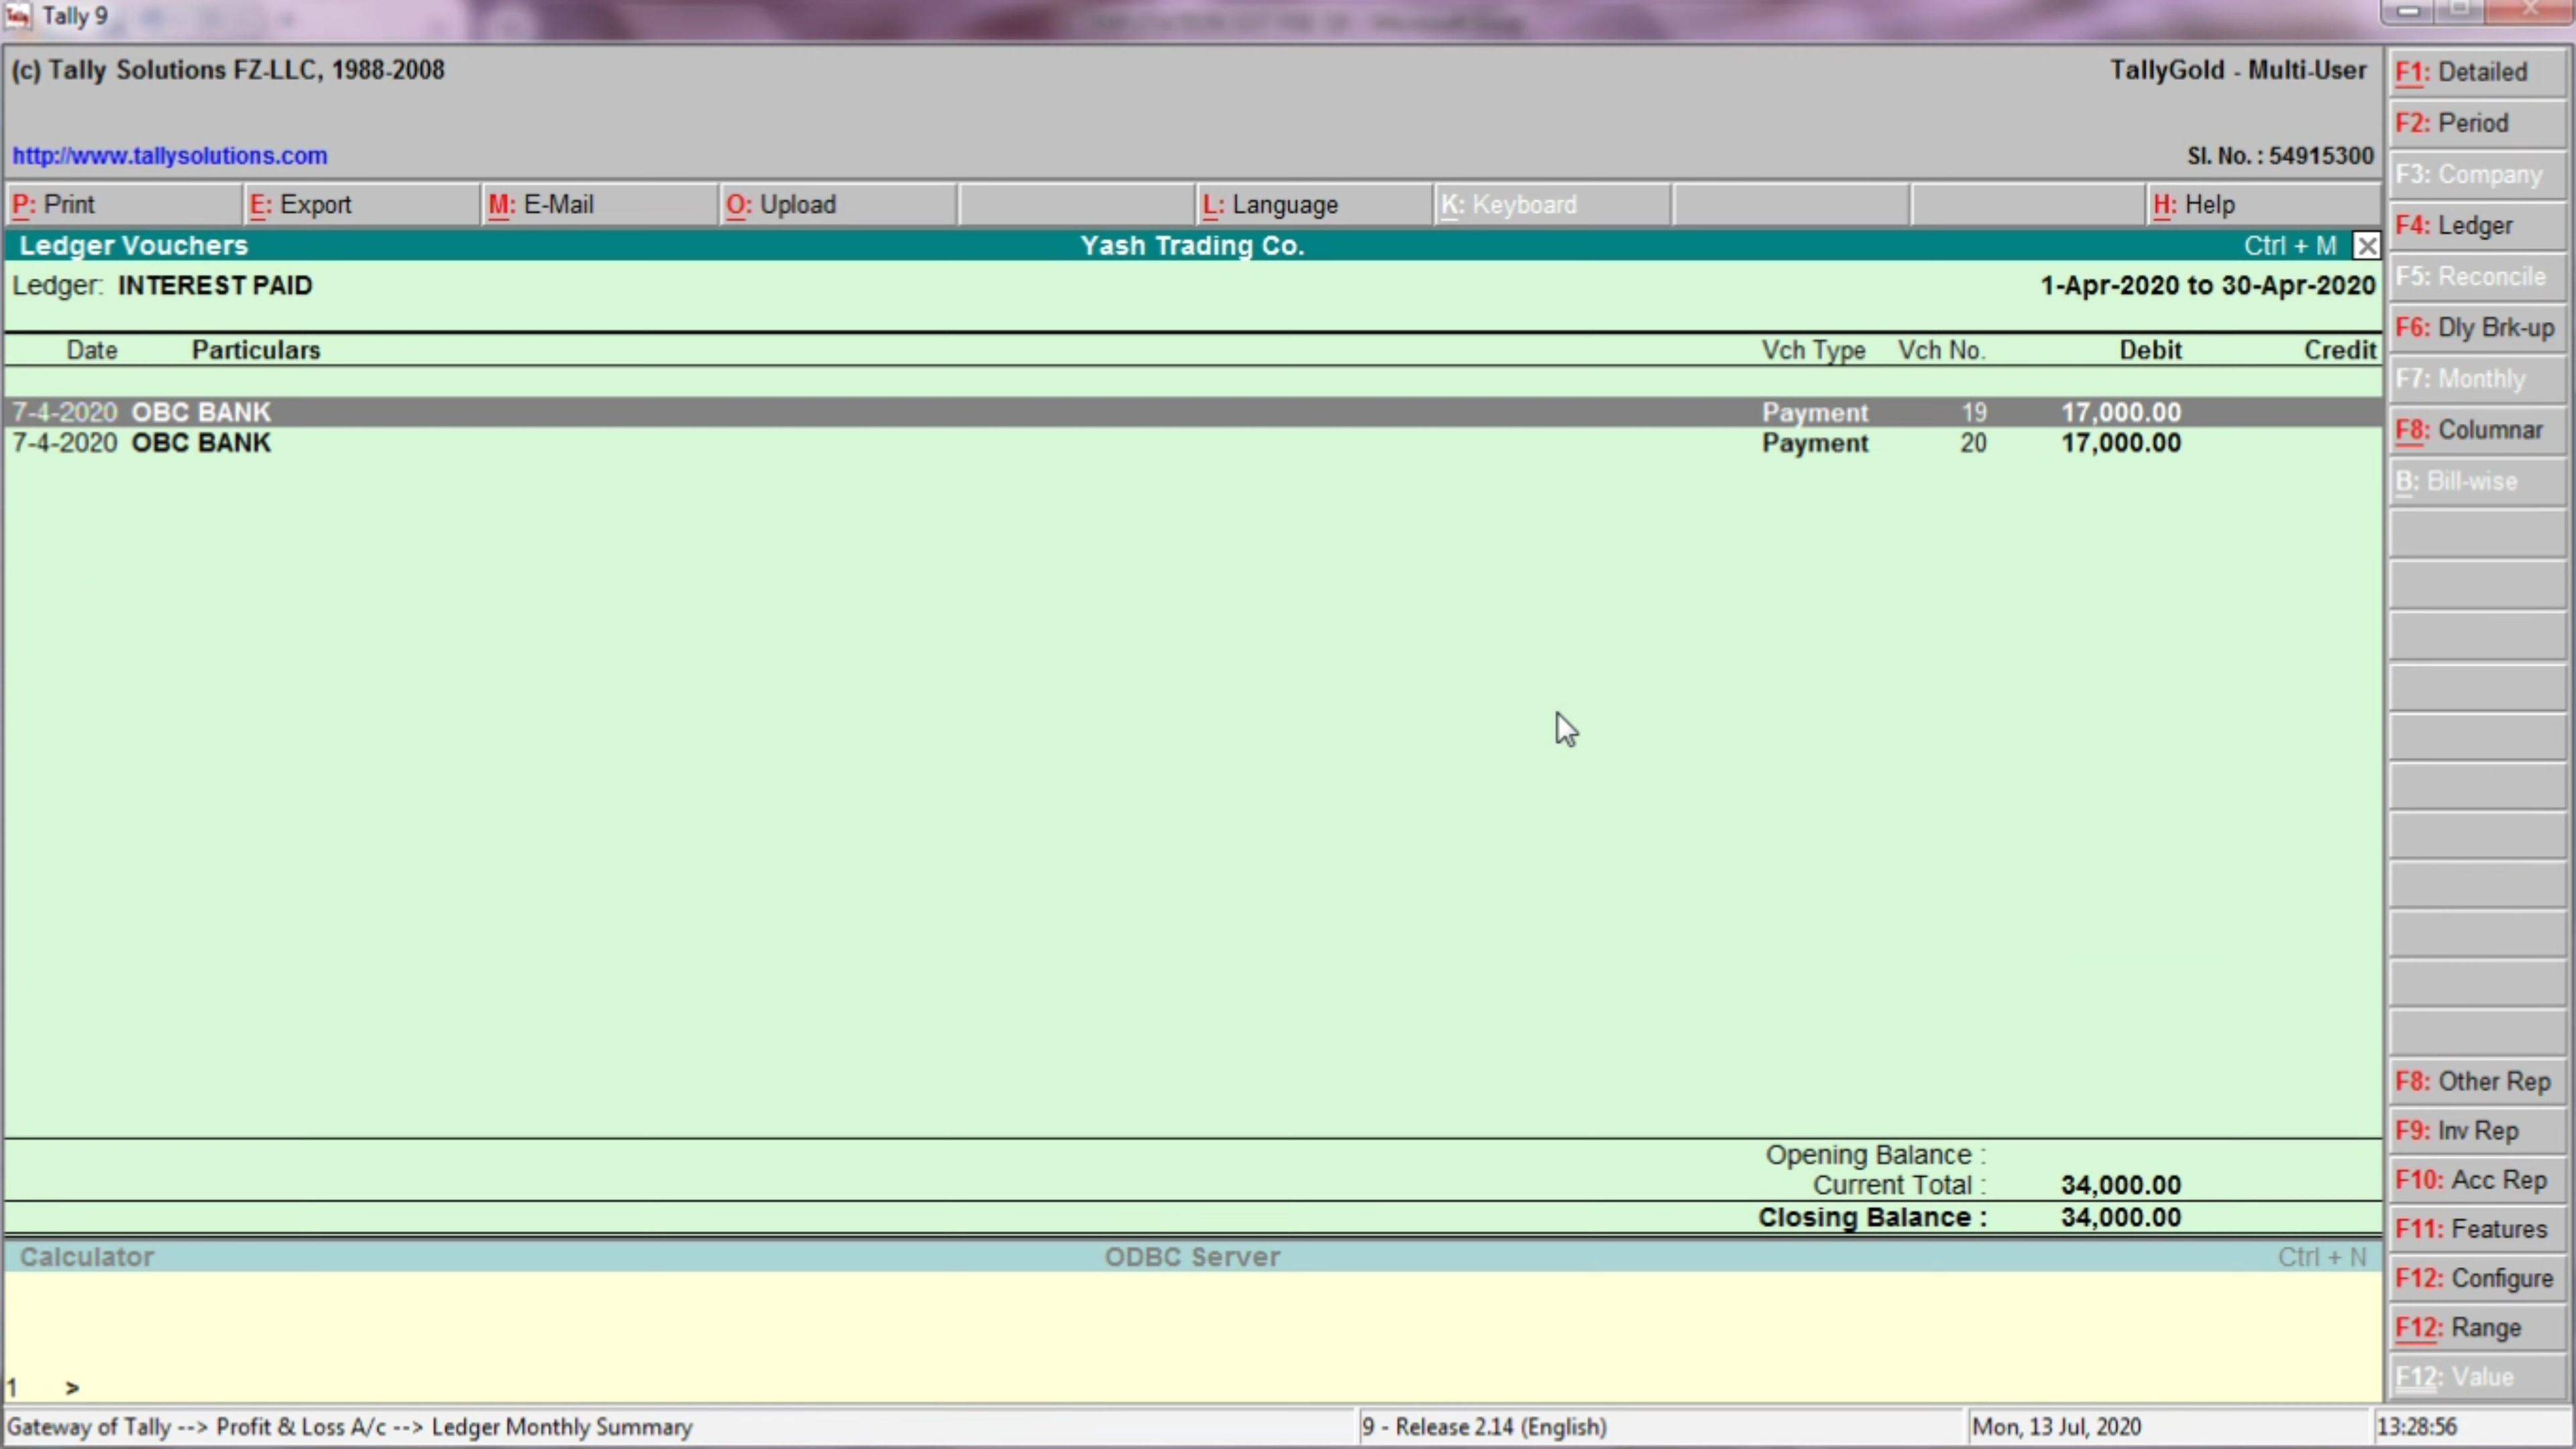 Tally 9
(c) Tally Solutions FZ-LLC, 1988-2008
TallyGold - Multi-User
http://www.tallysolutions.com
Sl. No. : 54915300
P: Print E: Export M: E-Mail O: Upload L: Language K: Keyboard H: Help
Ledger Vouchers Yash Trading Co. Ctrl + M
Ledger: INTEREST PAID 1-Apr-2020 to 30-Apr-2020
Date Particulars Vch Type Vch No. Debit Credit
7-4-2020 OBC BANK Payment 19 17,000.00
7-4-2020 OBC BANK Payment 20 17,000.00
Opening Balance :
Current Total : 34,000.00
Closing Balance : 34,000.00
Calculator ODBC Server Ctrl + N
1 >
Gateway of Tally --> Profit & Loss A/c --> Ledger Monthly Summary 9 - Release 2.14 (English) Mon, 13 Jul, 2020 13:28:56
F1: Detailed
F2: Period
F3: Company
F4: Ledger
F5: Reconcile
F6: Dly Brk-up
F7: Monthly
F8: Columnar
B: Bill-wise
F8: Other Rep
F9: Inv Rep
F10: Acc Rep
F11: Features
F12: Configure
F12: Range
F12: Value